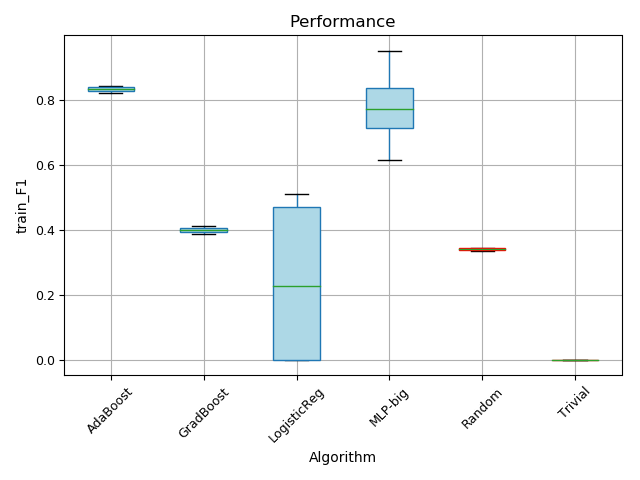 Performance
train_F1
0.8
0.6
0.4
0.2
0.0
AdaBoost
GradBoost
LogisticReg
MLP-big
Random
Trivial
Algorithm